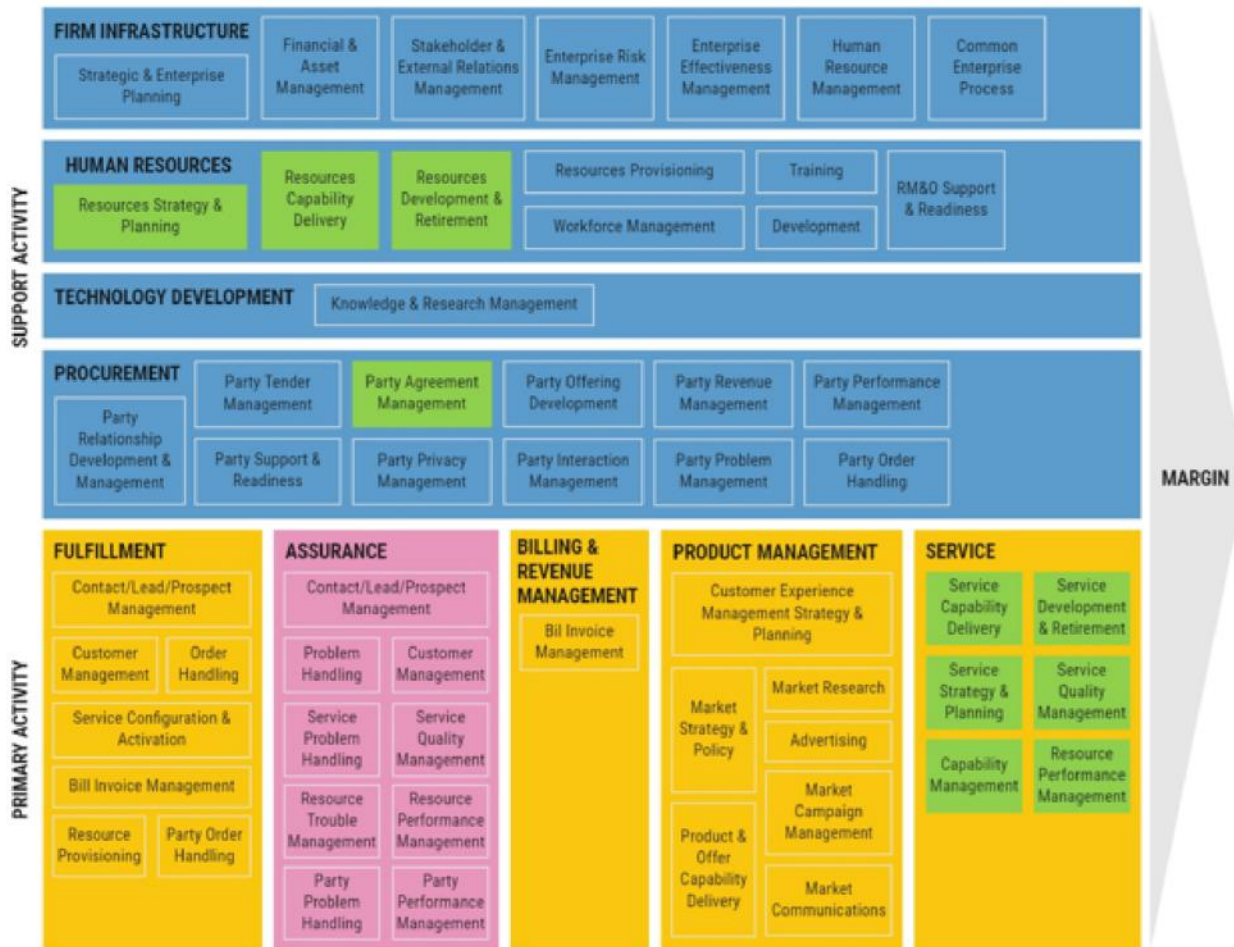 SUPPORT ACTIVITY
FIRM INFRASTRUCTURE
Strategic & Enterprise
Planning
Financial &
Asset
Management
Stakeholder &
External Relations
Management
Enterprise Risk
Management
Enterprise
Effectiveness
Management
Human
Resource
Management
Common
Enterprise
Process
HUMAN RESOURCES
Resources Strategy &
Planning
Resources
Capability
Delivery
Resources
Development &
Retirement
Resources Provisioning
Workforce Management
Training
Development
RM&O Support
& Readiness
TECHNOLOGY DEVELOPMENT
Knowledge & Research Management
PROCUREMENT
Party
Relationship
Development &
Management
Party Tender
Management
Party Agreement
Management
Party Offering
Development
Party Revenue
Management
Party Performance
Management
Party Support &
Readiness
Party Privacy
Management
Party Interaction
Management
Party Problem
Management
Party Order
Handling
MARGIN
PRIMARY ACTIVITY
FULFILLMENT
Contact/Lead/Prospect
Management
Customer
Management
Order
Handling
Service Configuration &
Activation
Bill Invoice Management
Resource
Provisioning
Party Order
Handling
ASSURANCE
Contact/Lead/Prospect
Management
Problem
Handling
Customer
Management
Service
Problem
Handling
Service
Quality
Management
Resource
Trouble
Management
Resource
Performance
Management
Party
Problem
Handling
Party
Performance
Management
BILLING &
REVENUE
MANAGEMENT
Bil Invoice
Management
PRODUCT MANAGEMENT
Customer Experience
Management Strategy &
Planning
Market
Strategy &
Policy
Product &
Offer
Capability
Delivery
Market Research
Advertising
Market
Campaign
Management
Market
Communications
SERVICE
Service
Capability
Delivery
Service
Development
& Retirement
Service
Strategy &
Planning
Service
Quality
Management
Capability
Management
Resource
Performance
Management